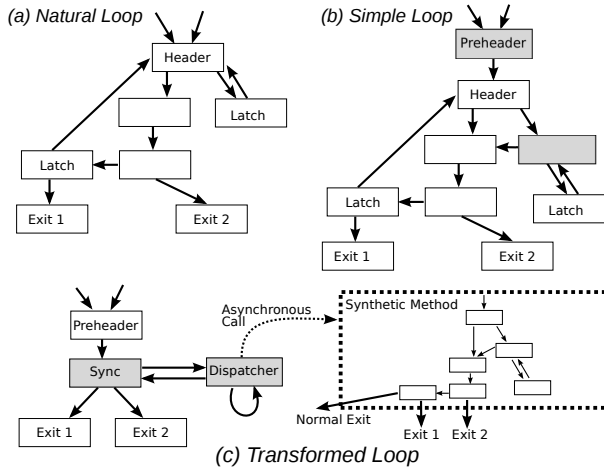 (a) Natural Loop
Header
Latch
Latch
Exit 1
Exit 2
(b) Simple Loop
Preheader
Header
Latch
Latch
Exit 1
Exit 2
Preheader
Sync
Dispatcher
Exit 1
Exit 2
Asynchronous
Call
Synthetic Method
Normal Exit
Exit 1
Exit 2
(c) Transformed Loop